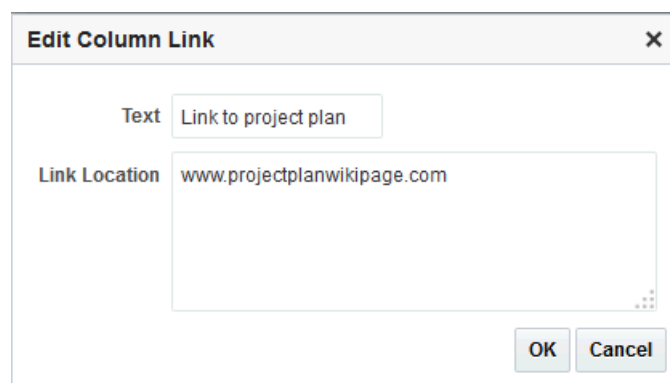 Edit Column Link
Text Link to project plan
Link Location www.projectplanwikipage.com
OK Cancel